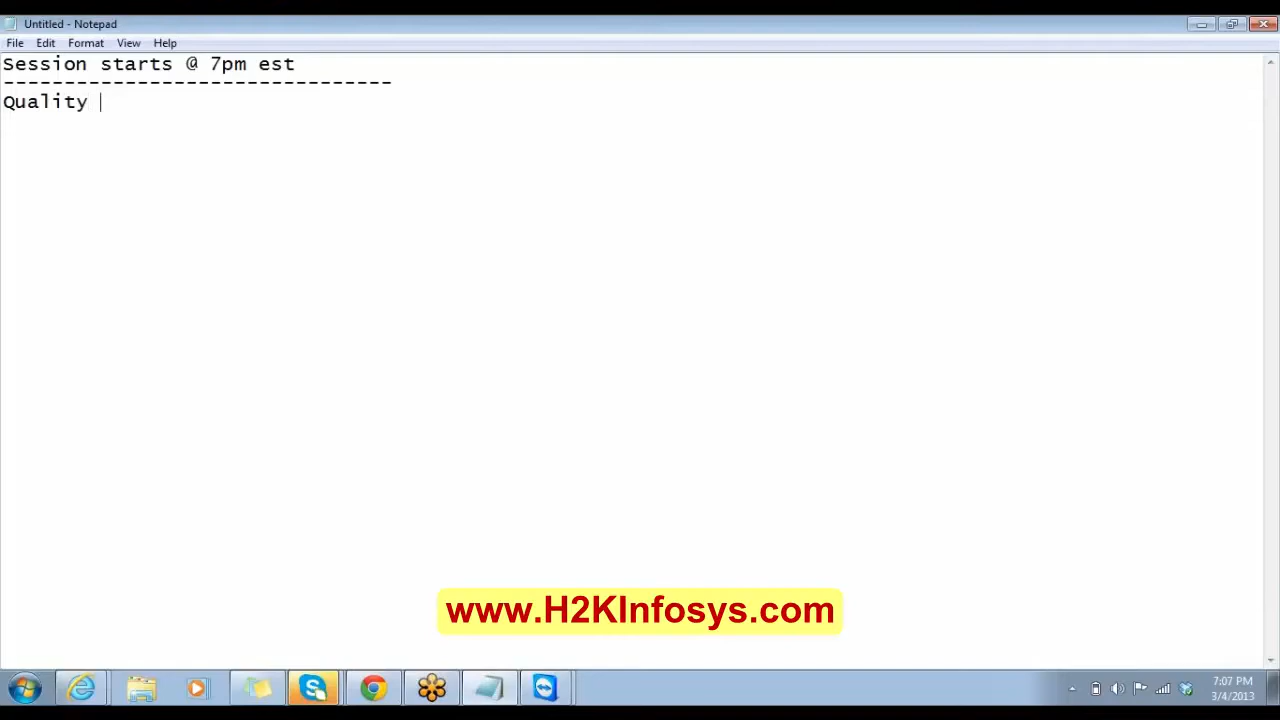 Untitled - Notepad
File Edit Format View Help
Session starts @ 7pm est
--------------------------------
Quality
www.H2KInfosys.com
7:07 PM
3/4/2013